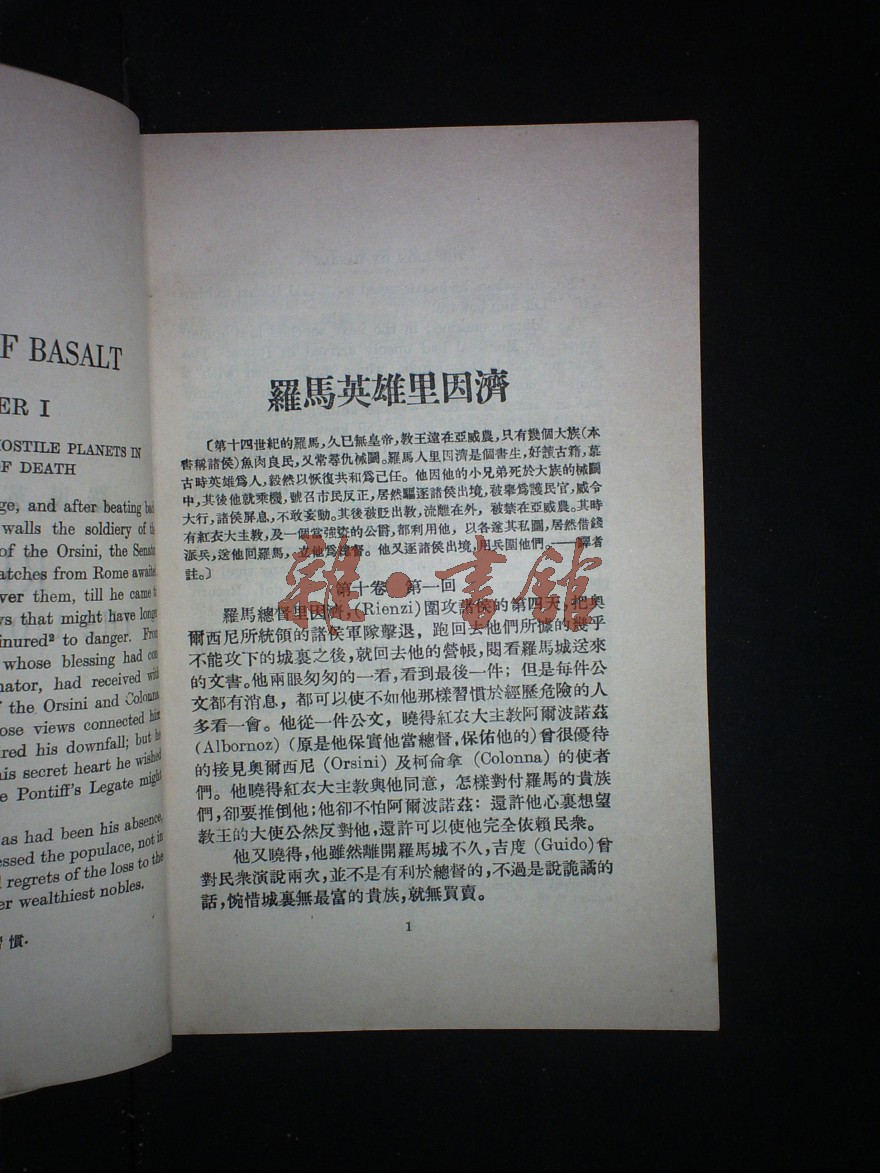 F BASALT
ER I
HOSTILE PLANETS IN
OF DEATH
ge, and after beating back
walls the soldiery of the
of the Orsini, the Senator
atches from Rome awaited
ver them, till he came to
ws that might have longer
inured² to danger. From
whose blessing had con
nator, had received with
f the Orsini and Colonna
ose views connected him
red his downfall; but he
his secret heart he wished
e Pontiff's Legate might
as had been his absence,
essed the populace, not in
regrets of the loss to the
er wealthiest nobles.
習慣.
羅馬英雄里因濟
〔第十四世紀的羅馬,久已無皇帝,教王遠在亞威農,只有幾個大族(本
書稱諸侯)魚肉良民,又常尋仇械鬭。羅馬人里因濟是個書生,好讀古籍,慕
古時英雄爲人,毅然以恢復共和爲己任。他因他的小兄弟死於大族的械鬭
中,其後他就乘機,號召市民反正,居然驅逐諸侯出境,被舉爲護民官,威令
大行,諸侯屏息,不敢妄動。其後被貶出教,流離在外,被禁在亞威農。其時
有紅衣大主教,及一個當強盜的公爵,都利用他,以各遂其私圖,居然借錢
派兵,送他回羅馬,立他爲總督。他又逐諸侯出境,用兵圍他們。——譯者
註。〕
第十卷 第一回
羅馬總督里因濟,(Rienzi)圍攻諸侯的第四天,把奧
爾西尼所統領的諸侯軍隊擊退,跑回去他們所據的幾乎
不能攻下的城裏之後,就回去他的營帳,閱看羅馬城送來
的文書。他兩眼匆匆的一看,看到最後一件;但是每件公
文都有消息,都可以使不如他那樣習慣於經歷危險的人
多看一會。他從一件公文,曉得紅衣大主教阿爾波諾茲
(Albornoz)(原是他保實他當總督,保佑他的)曾很優待
的接見奧爾西尼(Orsini)及柯侖拿(Colonna)的使者
們。他曉得紅衣大主教與他同意,怎樣對付羅馬的貴族
們,卻要推倒他;他卻不怕阿爾波諾茲:還許他心裏想望
教王的大使公然反對他,還許可以使他完全依賴民衆。
他又曉得,他雖然離開羅馬城不久,吉度(Guido)曾
對民衆演說兩次,並不是有利於總督的,不過是說詭譎的
話,惋惜城裏無最富的貴族,就無買賣。
1
雜·書館